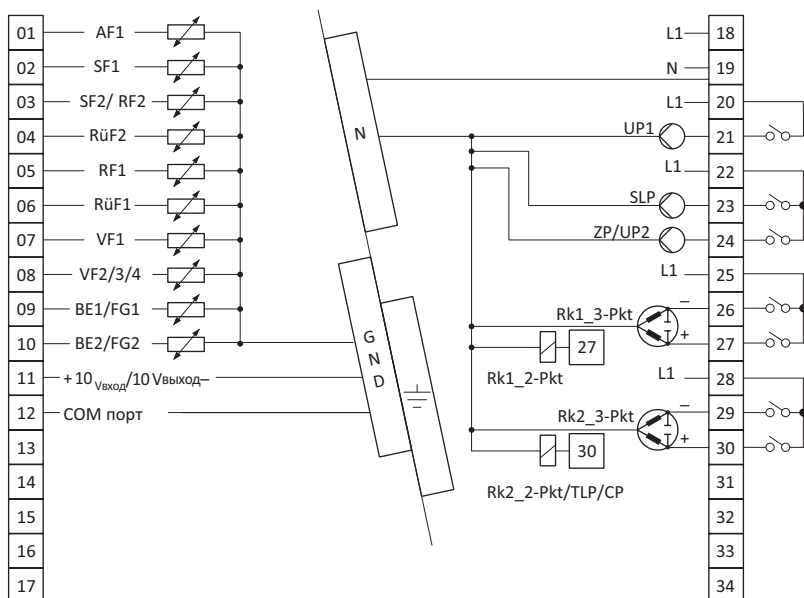 01 AF1
02 SF1
03 SF2/ RF2
04 RüF2
05 RF1
06 RüF1
07 VF1
08 VF2/3/4
09 BE1/FG1
10 BE2/FG2
11 +10 Vвход/10 Vвыход–
12 COM порт
13
14
15
16
17
N
G
N
D
L1 18
N 19
L1 20
UP1 21
L1 22
SLP 23
ZP/UP2 24
L1 25
Rk1_3-Pkt – 26
+ 27
27
Rk1_2-Pkt
L1 28
Rk2_3-Pkt – 29
+ 30
30
Rk2_2-Pkt/TLP/CP
31
32
33
34